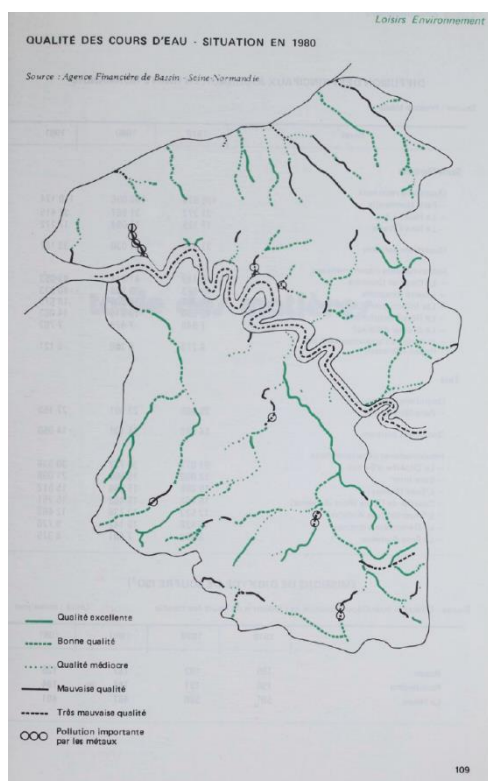 Loisirs Environnement
QUALITÉ DES COURS D'EAU - SITUATION EN 1980
Source : Agence Financière de Bassin - Seine-Normandie
Qualité excellente
Bonne qualité
Qualité médiocre
Mauvaise qualité
Très mauvaise qualité
Pollution importante
par les métaux
109